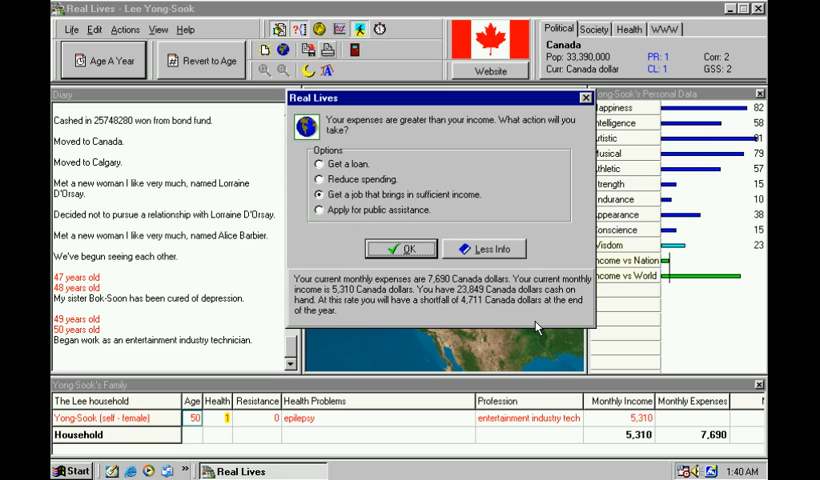 Real Lives - Lee Yong-Sook
Life Edit Actions View Help
Age A Year
Revert to Age
Website
Political Society Health WWW
Canada
Pop: 33,390,000 PR: 1 Corr: 2
Curr: Canada dollar CL: 1 GSS: 2
Diary
Cashed in 25748280 won from bond fund.
Moved to Canada.
Moved to Calgary.
Met a new woman I like very much, named Lorraine
D'Orsay.
Decided not to pursue a relationship with Lorraine D'Orsay.
Met a new woman I like very much, named Alice Barbier.
We've begun seeing each other.
47 years old
48 years old
My sister Bok-Soon has been cured of depression.
49 years old
50 years old
Began work as an entertainment industry technician.
Real Lives
Your expenses are greater than your income. What action will you
take?
Options
Get a loan.
Reduce spending.
Get a job that brings in sufficient income.
Apply for public assistance.
OK
Less Info
Your current monthly expenses are 7,690 Canada dollars. Your current monthly
income is 5,310 Canada dollars. You have 23,849 Canada dollars cash on
hand. At this rate you will have a shortfall of 4,711 Canada dollars at the end
of the year.
ong-Sook's Personal Data
appiness 82
telligence 58
rtistic 81
usical 79
thletic 57
trength 15
ndurance 10
ppearance 38
onscience 15
isdom 23
come vs Nation
come vs World
Yong-Sook's Family
The Lee household Age Health Resistance Health Problems Profession Monthly Income Monthly Expenses
Yong-Sook (self - female) 50 1 0 epilepsy entertainment industry tech 5,310
Household 5,310 7,690
Start
Real Lives
1:40 AM